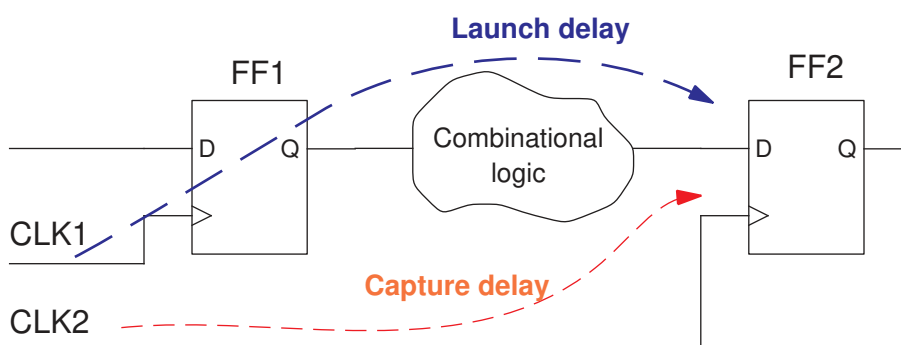 Launch delay
FF1
FF2
D
Q
Combinational
logic
D
Q
CLK1
Capture delay
CLK2